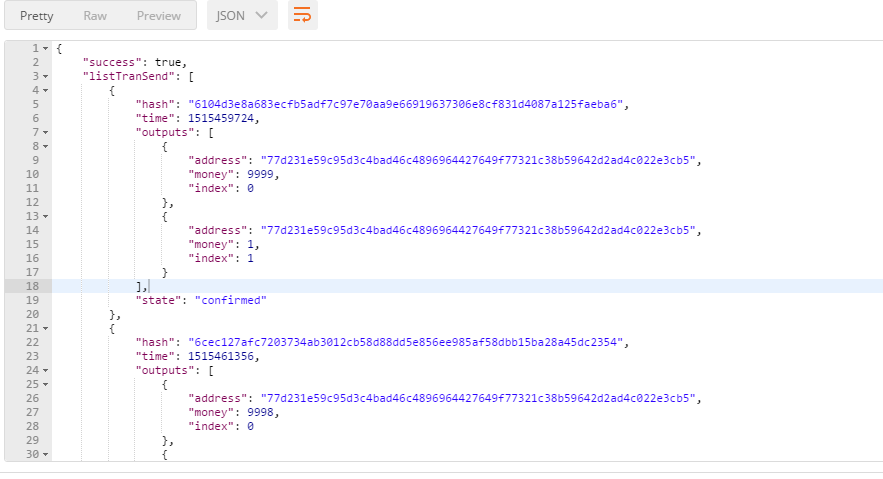 Pretty Raw Preview JSON
1 {
2 "success": true,
3 "listTranSend": [
4 {
5 "hash": "6104d3e8a683ecfb5adf7c97e70aa9e66919637306e8cf831d4087a125faeba6",
6 "time": 1515459724,
7 "outputs": [
8 {
9 "address": "77d231e59c95d3c4bad46c4896964427649f77321c38b59642d2ad4c022e3cb5",
10 "money": 9999,
11 "index": 0
12 },
13 {
14 "address": "77d231e59c95d3c4bad46c4896964427649f77321c38b59642d2ad4c022e3cb5",
15 "money": 1,
16 "index": 1
17 }
18 ],
19 "state": "confirmed"
20 },
21 {
22 "hash": "6cec127afc7203734ab3012cb58d88dd5e856ee985af58dbb15ba28a45dc2354",
23 "time": 1515461356,
24 "outputs": [
25 {
26 "address": "77d231e59c95d3c4bad46c4896964427649f77321c38b59642d2ad4c022e3cb5",
27 "money": 9998,
28 "index": 0
29 },
30 {